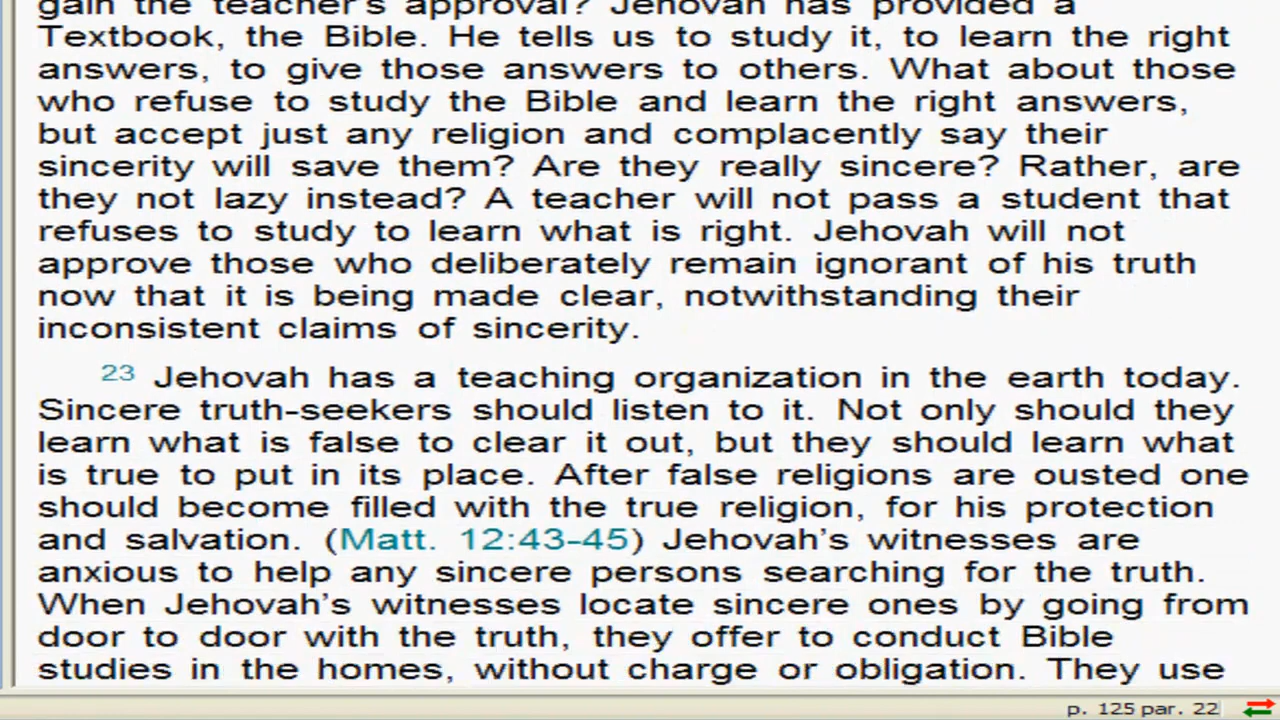 gain the teacher's approval? Jehovah has provided a
Textbook, the Bible. He tells us to study it, to learn the right
answers, to give those answers to others. What about those
who refuse to study the Bible and learn the right answers,
but accept just any religion and complacently say their
sincerity will save them? Are they really sincere? Rather, are
they not lazy instead? A teacher will not pass a student that
refuses to study to learn what is right. Jehovah will not
approve those who deliberately remain ignorant of his truth
now that it is being made clear, notwithstanding their
inconsistent claims of sincerity.
23 Jehovah has a teaching organization in the earth today.
Sincere truth-seekers should listen to it. Not only should they
learn what is false to clear it out, but they should learn what
is true to put in its place. After false religions are ousted one
should become filled with the true religion, for his protection
and salvation. (Matt. 12:43-45) Jehovah’s witnesses are
anxious to help any sincere persons searching for the truth.
When Jehovah’s witnesses locate sincere ones by going from
door to door with the truth, they offer to conduct Bible
studies in the homes, without charge or obligation. They use
p. 125 par. 22